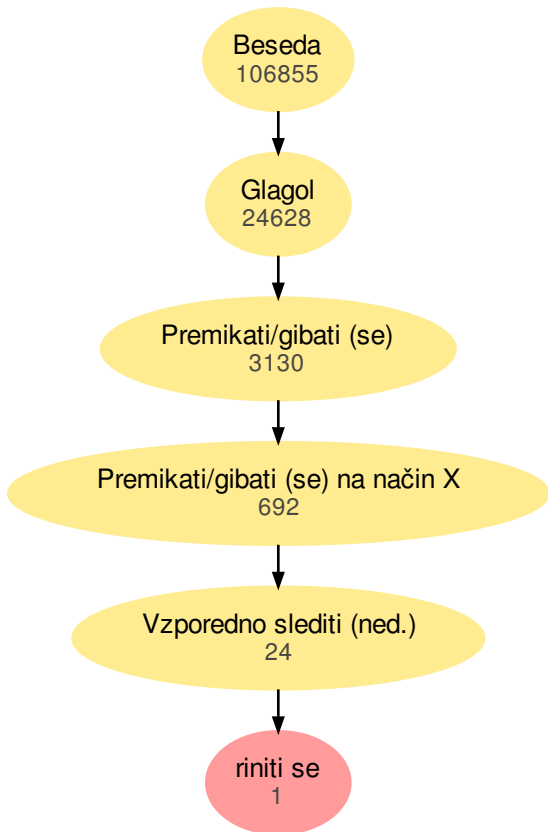 Beseda
106855
Glagol
24628
Premikati/gibati (se)
3130
Premikati/gibati (se) na način X
692
Vzporedno slediti (ned.)
24
riniti se
1